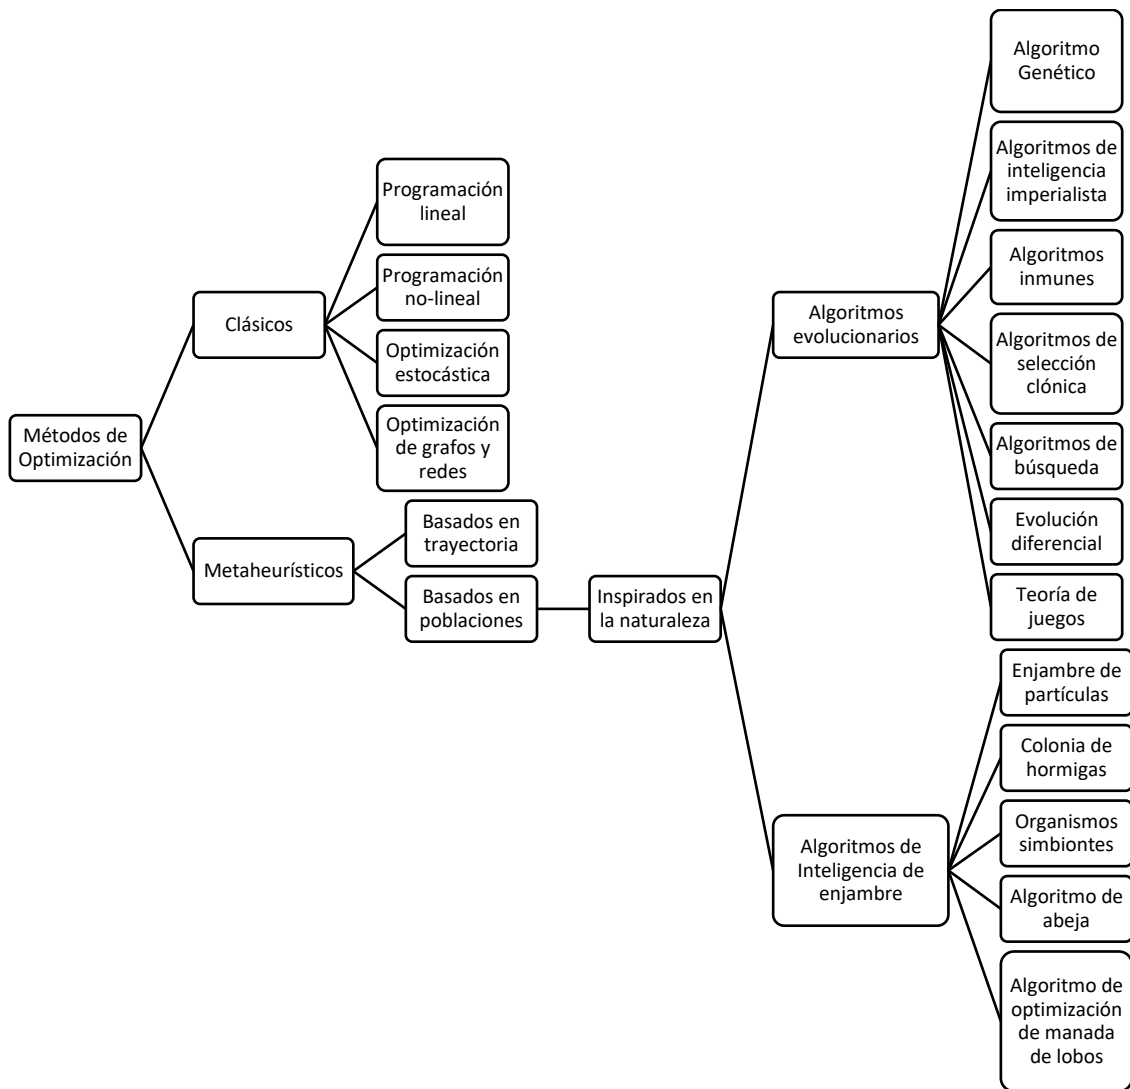 Métodos de
Optimización
Clásicos
Programación
lineal
Programación
no-lineal
Optimización
estocástica
Optimización
de grafos y
redes
Metaheurísticos
Basados en
trayectoria
Basados en
poblaciones
Inspirados en
la naturaleza
Algoritmos
evolucionarios
Algoritmo
Genético
Algoritmos de
inteligencia
imperialista
Algoritmos
inmunes
Algoritmos de
selección
clónica
Algoritmos de
búsqueda
Evolución
diferencial
Teoría de
juegos
Algoritmos de
Inteligencia de
enjambre
Enjambre de
partículas
Colonia de
hormigas
Organismos
simbiontes
Algoritmo de
abeja
Algoritmo de
optimización
de manada
de lobos